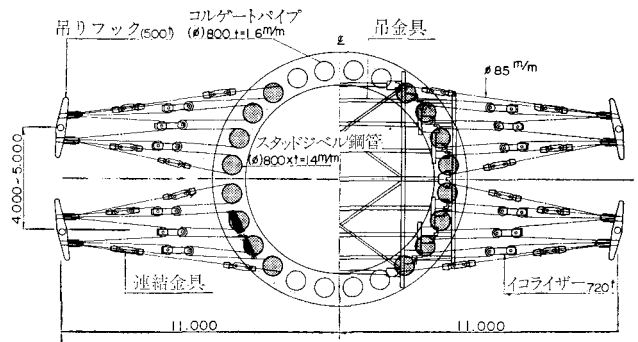 コルゲートパイプ
(φ)800.t=1.6m/m
吊りフック(500t)
℄
吊金具
φ85m/m
スタッドジベル鋼管
(φ)800×t=14m/m
4.000~5.000
連結金具
イコライザー720t
11.000
11.000